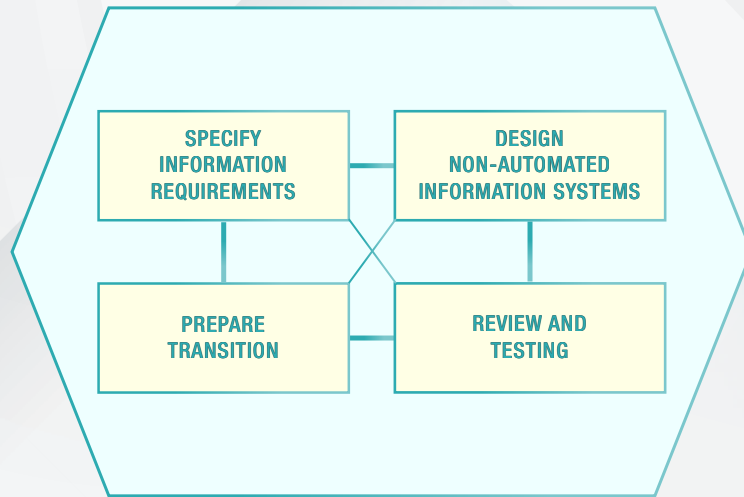 SPECIFY
INFORMATION
REQUIREMENTS
DESIGN
NON-AUTOMATED
INFORMATION SYSTEMS
PREPARE
TRANSITION
REVIEW AND
TESTING